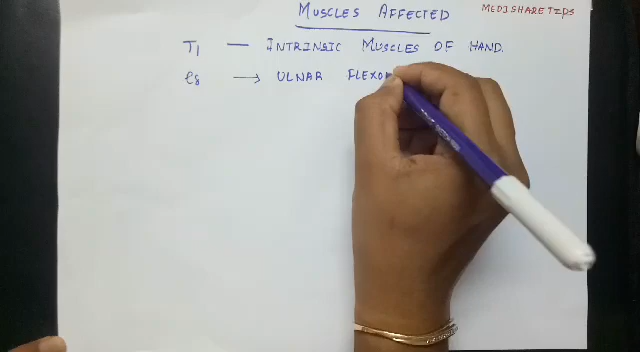 MUSCLES AFFECTED
MEDISHARETIPS
T1 — INTRINSIC MUSCLES OF HAND.
C8 → ULNAR FLEXOR